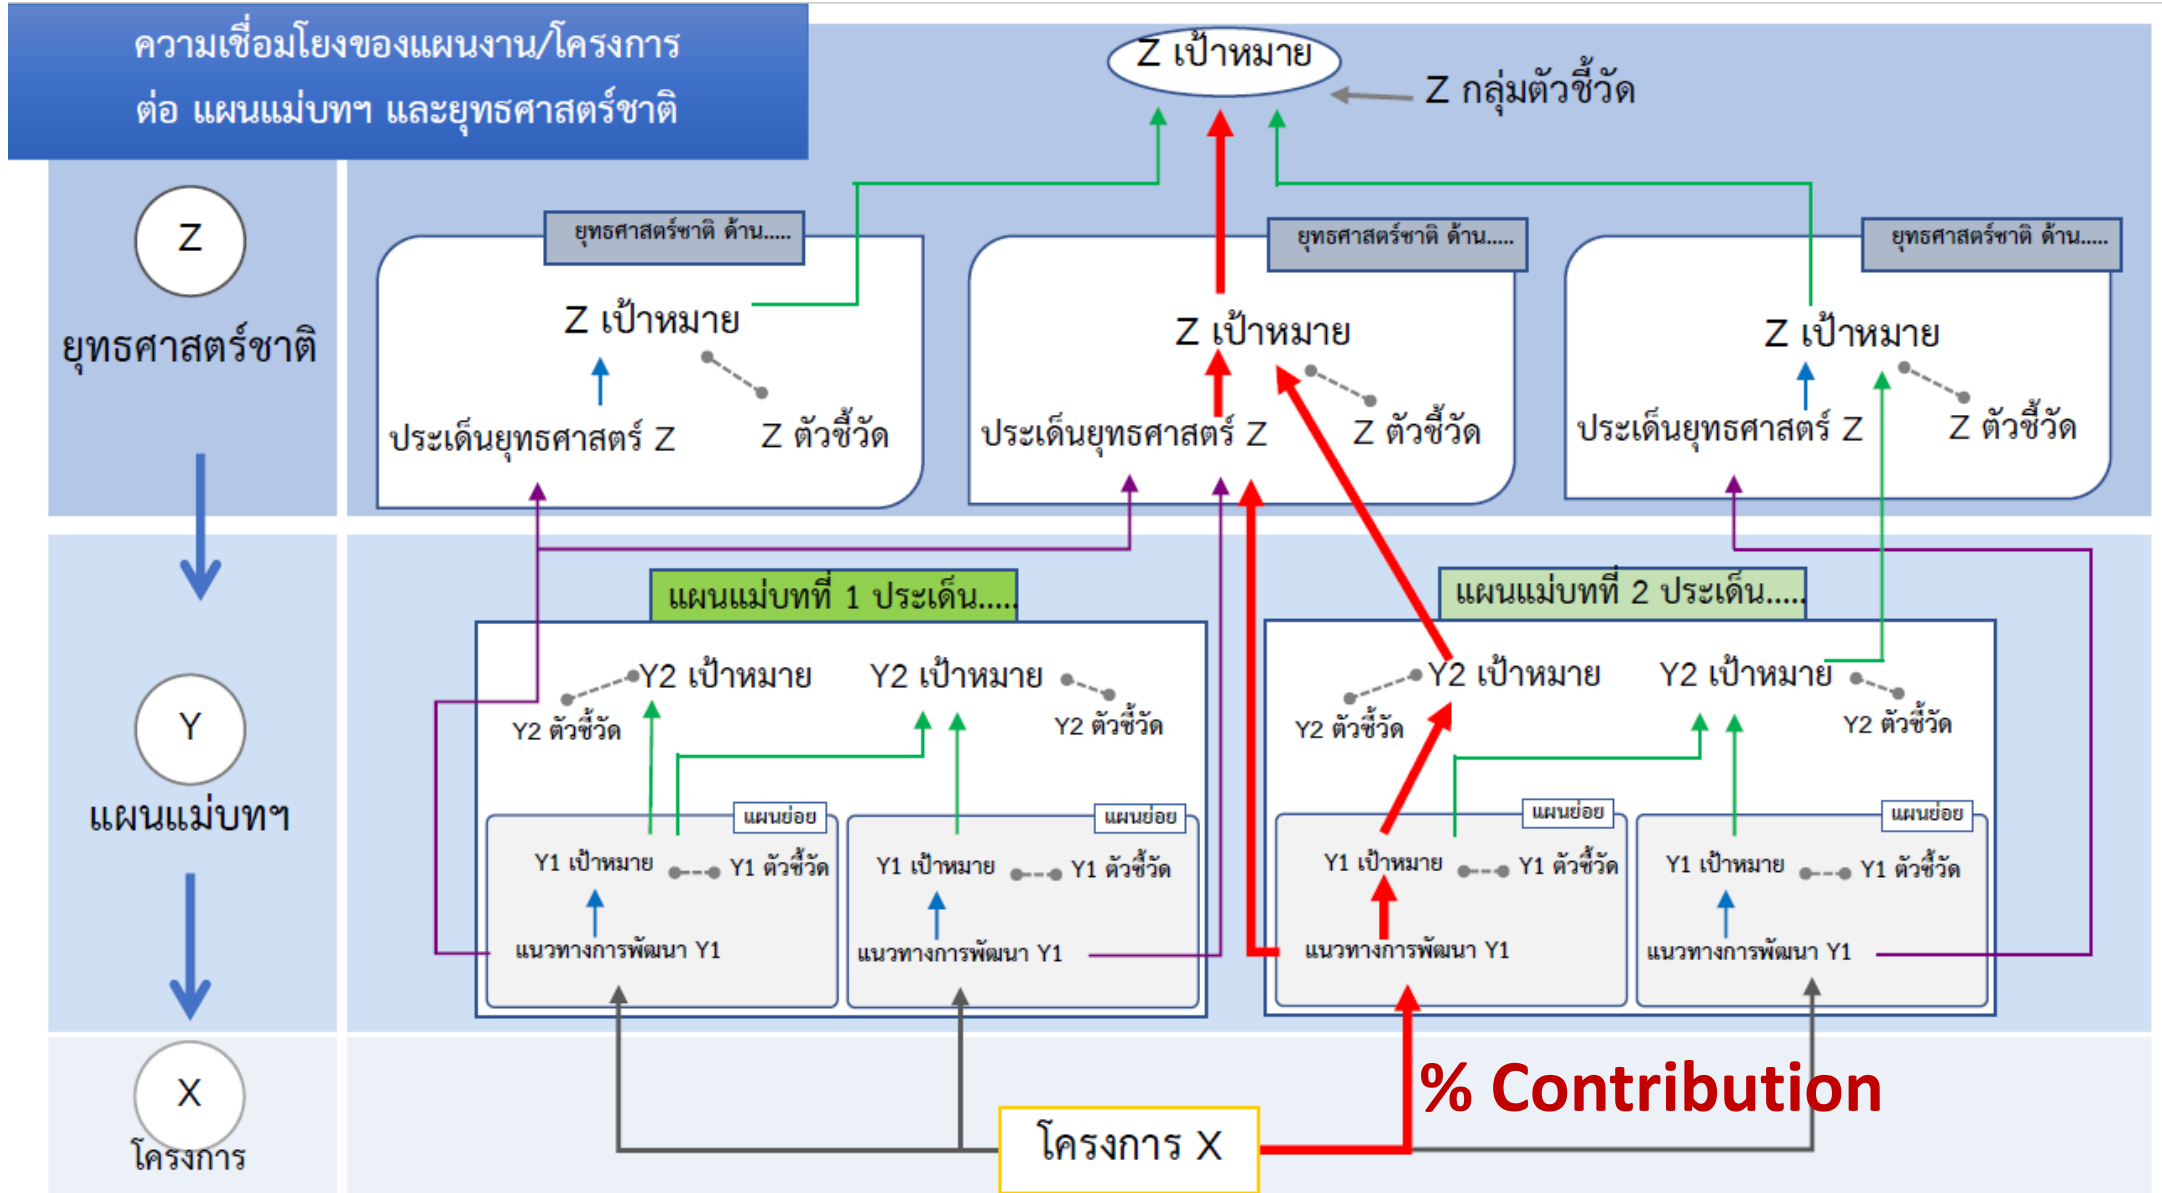 ความเชื่อมโยงของแผนงาน/โครงการ
ต่อ แผนแม่บทฯ และยุทธศาสตร์ชาติ
Z เป้าหมาย
Z กลุ่มตัวชี้วัด
Z
ยุทธศาสตร์ชาติ
ยุทธศาสตร์ชาติ ด้าน.....
Z เป้าหมาย
ประเด็นยุทธศาสตร์ Z
Z ตัวชี้วัด
ยุทธศาสตร์ชาติ ด้าน.....
Z เป้าหมาย
ประเด็นยุทธศาสตร์ Z
Z ตัวชี้วัด
ยุทธศาสตร์ชาติ ด้าน.....
Z เป้าหมาย
ประเด็นยุทธศาสตร์ Z
Z ตัวชี้วัด
Y
แผนแม่บทฯ
แผนแม่บทที่ 1 ประเด็น.....
Y2 เป้าหมาย
Y2 เป้าหมาย
Y2 ตัวชี้วัด
Y2 ตัวชี้วัด
แผนย่อย
Y1 เป้าหมาย
Y1 ตัวชี้วัด
แนวทางการพัฒนา Y1
แผนย่อย
Y1 เป้าหมาย
Y1 ตัวชี้วัด
แนวทางการพัฒนา Y1
แผนแม่บทที่ 2 ประเด็น.....
Y2 เป้าหมาย
Y2 เป้าหมาย
Y2 ตัวชี้วัด
Y2 ตัวชี้วัด
แผนย่อย
Y1 เป้าหมาย
Y1 ตัวชี้วัด
แนวทางการพัฒนา Y1
แผนย่อย
Y1 เป้าหมาย
Y1 ตัวชี้วัด
แนวทางการพัฒนา Y1
X
โครงการ
โครงการ X
% Contribution